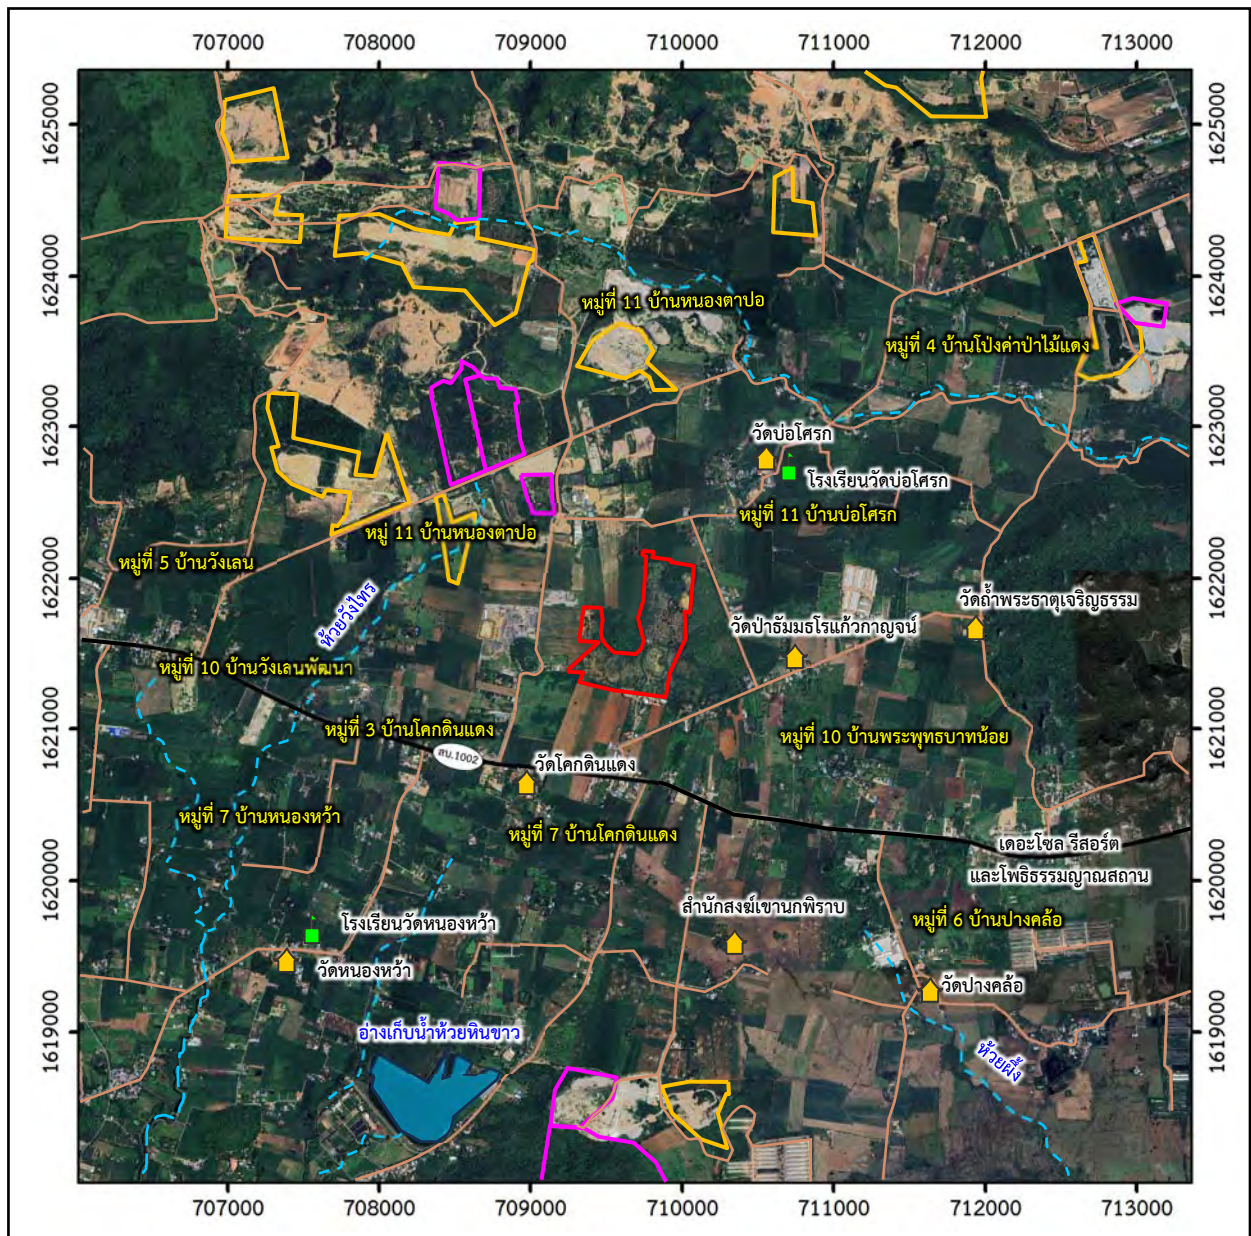 707000 708000 709000 710000 711000 712000 713000
1625000 1625000
1624000 1624000
หมู่ที่ 11 บ้านหนองตาปอ
หมู่ที่ 4 บ้านโป่งค่าป่าไม้แดง
1623000 1623000
วัดบ่อโศรก
โรงเรียนวัดบ่อโศรก
หมู่ที่ 11 บ้านบ่อโศรก
หมู่ 11 บ้านหนองตาปอ
หมู่ที่ 5 บ้านวังเลน
1622000 1622000
ห้วยวังไทร
วัดถ้ำพระธาตุเจริญธรรม
วัดป่าธัมมธโรแก้วกาญจน์
หมู่ที่ 10 บ้านวังเลนพัฒนา
หมู่ที่ 3 บ้านโคกดินแดง
หมู่ที่ 10 บ้านพระพุทธบาทน้อย
1621000 1621000
สบ.1002
วัดโคกดินแดง
หมู่ที่ 7 บ้านหนองหว้า
หมู่ที่ 7 บ้านโคกดินแดง
เดอะโซล รีสอร์ต
และโพธิธรรมญาณสถาน
1620000 1620000
สำนักสงฆ์เขานกพิราบ
หมู่ที่ 6 บ้านปางคล้อ
โรงเรียนวัดหนองหว้า
วัดหนองหว้า
วัดปางคล้อ
1619000 1619000
อ่างเก็บน้ำห้วยหินขาว
ห้วยผึ้ง
707000 708000 709000 710000 711000 712000 713000